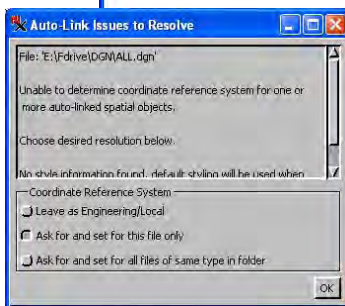 Auto-Link Issues to Resolve
File: 'E:\Fdrive\DGN\ALL.dgn'
Unable to determine coordinate reference system for one or
more auto-linked spatial objects.
Choose desired resolution below.
No style information found, default styling will be used when
Coordinate Reference System
Leave as Engineering/Local
Ask for and set for this file only
Ask for and set for all files of same type in folder
OK